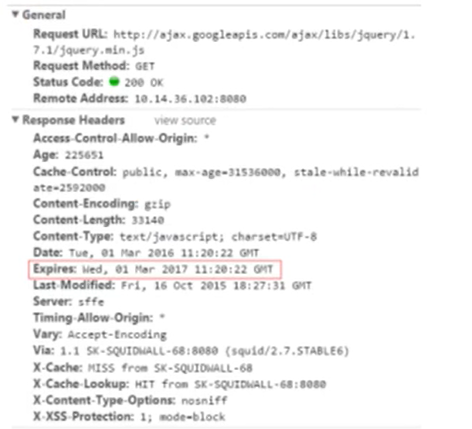 General
Request URL: http://ajax.googleapis.com/ajax/libs/jquery/1.
7.1/jquery.min.js
Request Method: GET
Status Code: 200 OK
Remote Address: 10.14.36.102:8080
Response Headers view source
Access-Control-Allow-Origin: *
Age: 225651
Cache-Control: public, max-age=31536000, stale-while-revalid
ate=2592000
Content-Encoding: gzip
Content-Length: 33140
Content-Type: text/javascript; charset=UTF-8
Date: Tue, 01 Mar 2016 11:20:22 GMT
Expires: Wed, 01 Mar 2017 11:20:22 GMT
Last-Modified: Fri, 16 Oct 2015 18:27:31 GMT
Server: sffe
Timing-Allow-Origin: *
Vary: Accept-Encoding
Via: 1.1 SK-SQUIDWALL-68:8080 (squid/2.7.STABLE6)
X-Cache: MISS from SK-SQUIDWALL-68
X-Cache-Lookup: HIT from SK-SQUIDWALL-68:8080
X-Content-Type-Options: nosniff
X-XSS-Protection: 1; mode=block